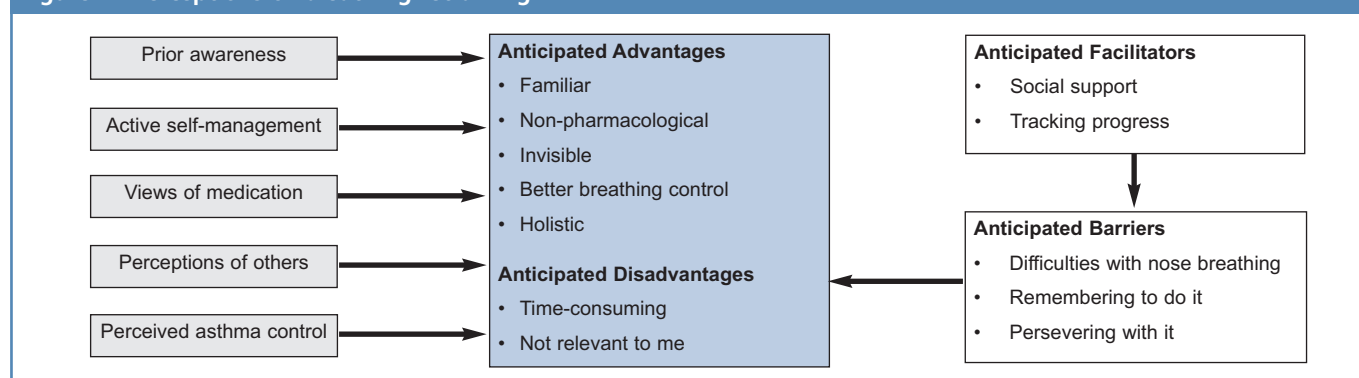 Prior awareness
Active self-management
Views of medication
Perceptions of others
Perceived asthma control
Anticipated Advantages
• Familiar
• Non-pharmacological
• Invisible
• Better breathing control
• Holistic
Anticipated Disadvantages
• Time-consuming
• Not relevant to me
Anticipated Facilitators
• Social support
• Tracking progress
Anticipated Barriers
• Difficulties with nose breathing
• Remembering to do it
• Persevering with it